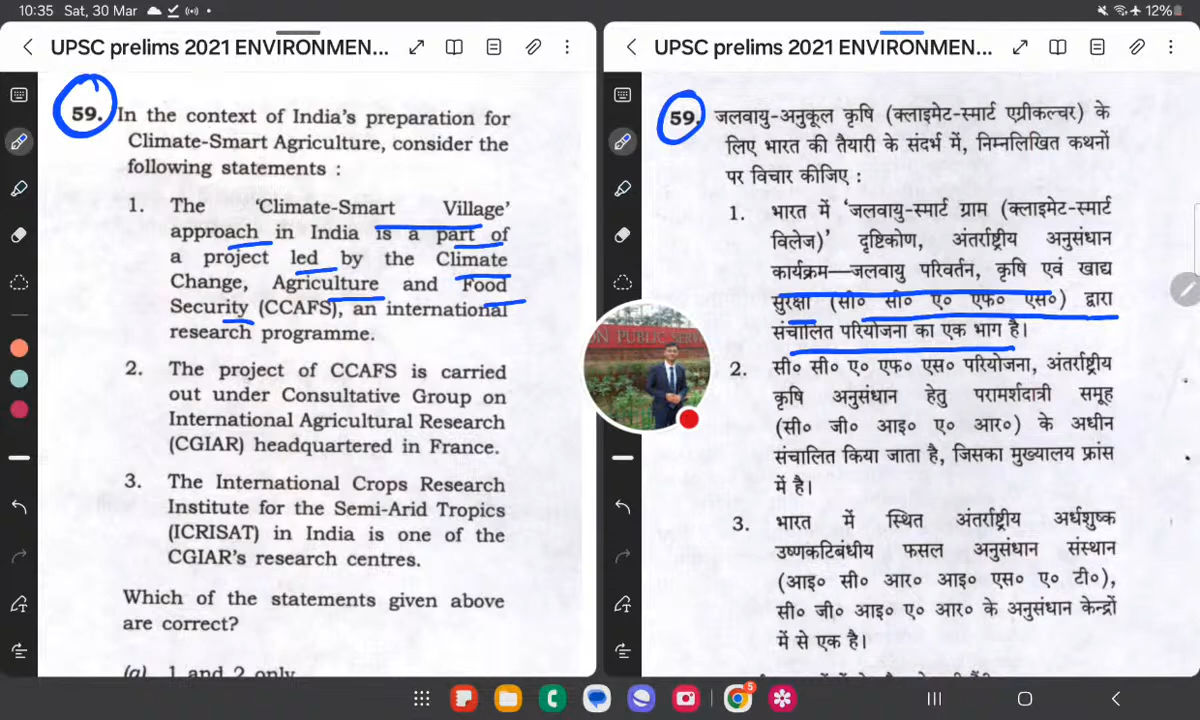 10:35 Sat, 30 Mar
12%
UPSC prelims 2021 ENVIRONMEN...
59. In the context of India's preparation for
Climate-Smart Agriculture, consider the
following statements :
1. The 'Climate-Smart Village'
approach in India is a part of
a project led by the Climate
Change, Agriculture and Food
Security (CCAFS), an international
research programme.
2. The project of CCAFS is carried
out under Consultative Group on
International Agricultural Research
(CGIAR) headquartered in France.
3. The International Crops Research
Institute for the Semi-Arid Tropics
(ICRISAT) in India is one of the
CGIAR's research centres.
Which of the statements given above
are correct?
(a) 1 and 2 only
UPSC prelims 2021 ENVIRONMEN...
59. जलवायु-अनुकूल कृषि (क्लाइमेट-स्मार्ट एग्रीकल्चर) के
लिए भारत की तैयारी के संदर्भ में, निम्नलिखित कथनों
पर विचार कीजिए :
1. भारत में 'जलवायु-स्मार्ट ग्राम (क्लाइमेट-स्मार्ट
विलेज)' दृष्टिकोण, अंतर्राष्ट्रीय अनुसंधान
कार्यक्रम—जलवायु परिवर्तन, कृषि एवं खाद्य
सुरक्षा (सी० सी० ए० एफ० एस०) द्वारा
संचालित परियोजना का एक भाग है।
2. सी० सी० ए० एफ० एस० परियोजना, अंतर्राष्ट्रीय
कृषि अनुसंधान हेतु परामर्शदात्री समूह
(सी० जी० आइ० ए० आर०) के अधीन
संचालित किया जाता है, जिसका मुख्यालय फ्रांस
में है।
3. भारत में स्थित अंतर्राष्ट्रीय अर्धशुष्क
उष्णकटिबंधीय फसल अनुसंधान संस्थान
(आइ० सी० आर० आइ० एस० ए० टी०),
सी० जी० आइ० ए० आर० के अनुसंधान केन्द्रों
में से एक है।
ON PUBLIC SERV
5